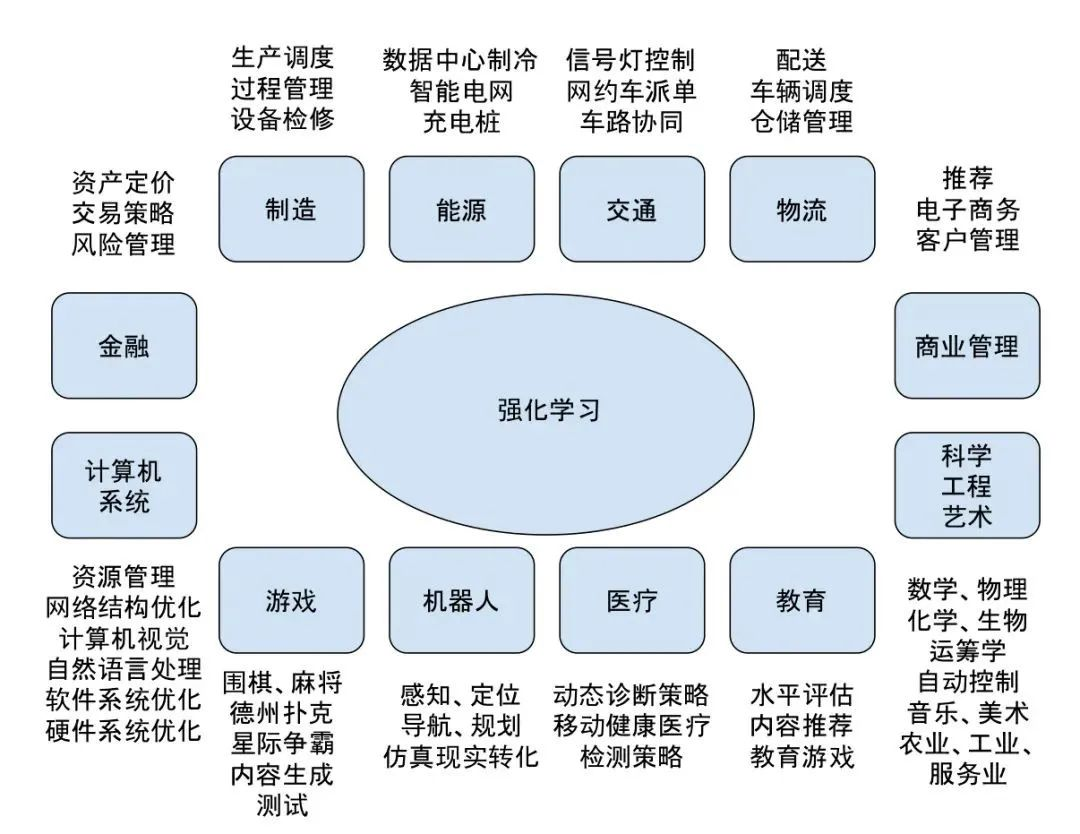 生产调度
过程管理
设备检修
数据中心制冷
智能电网
充电桩
信号灯控制
网约车派单
车路协同
配送
车辆调度
仓储管理
资产定价
交易策略
风险管理
制造
能源
交通
物流
推荐
电子商务
客户管理
金融
商业管理
强化学习
计算机
系统
科学
工程
艺术
游戏
机器人
医疗
教育
资源管理
网络结构优化
计算机视觉
自然语言处理
软件系统优化
硬件系统优化
围棋、麻将
德州扑克
星际争霸
内容生成
测试
感知、定位
导航、规划
仿真现实转化
动态诊断策略
移动健康医疗
检测策略
水平评估
内容推荐
教育游戏
数学、物理
化学、生物
运筹学
自动控制
音乐、美术
农业、工业、
服务业